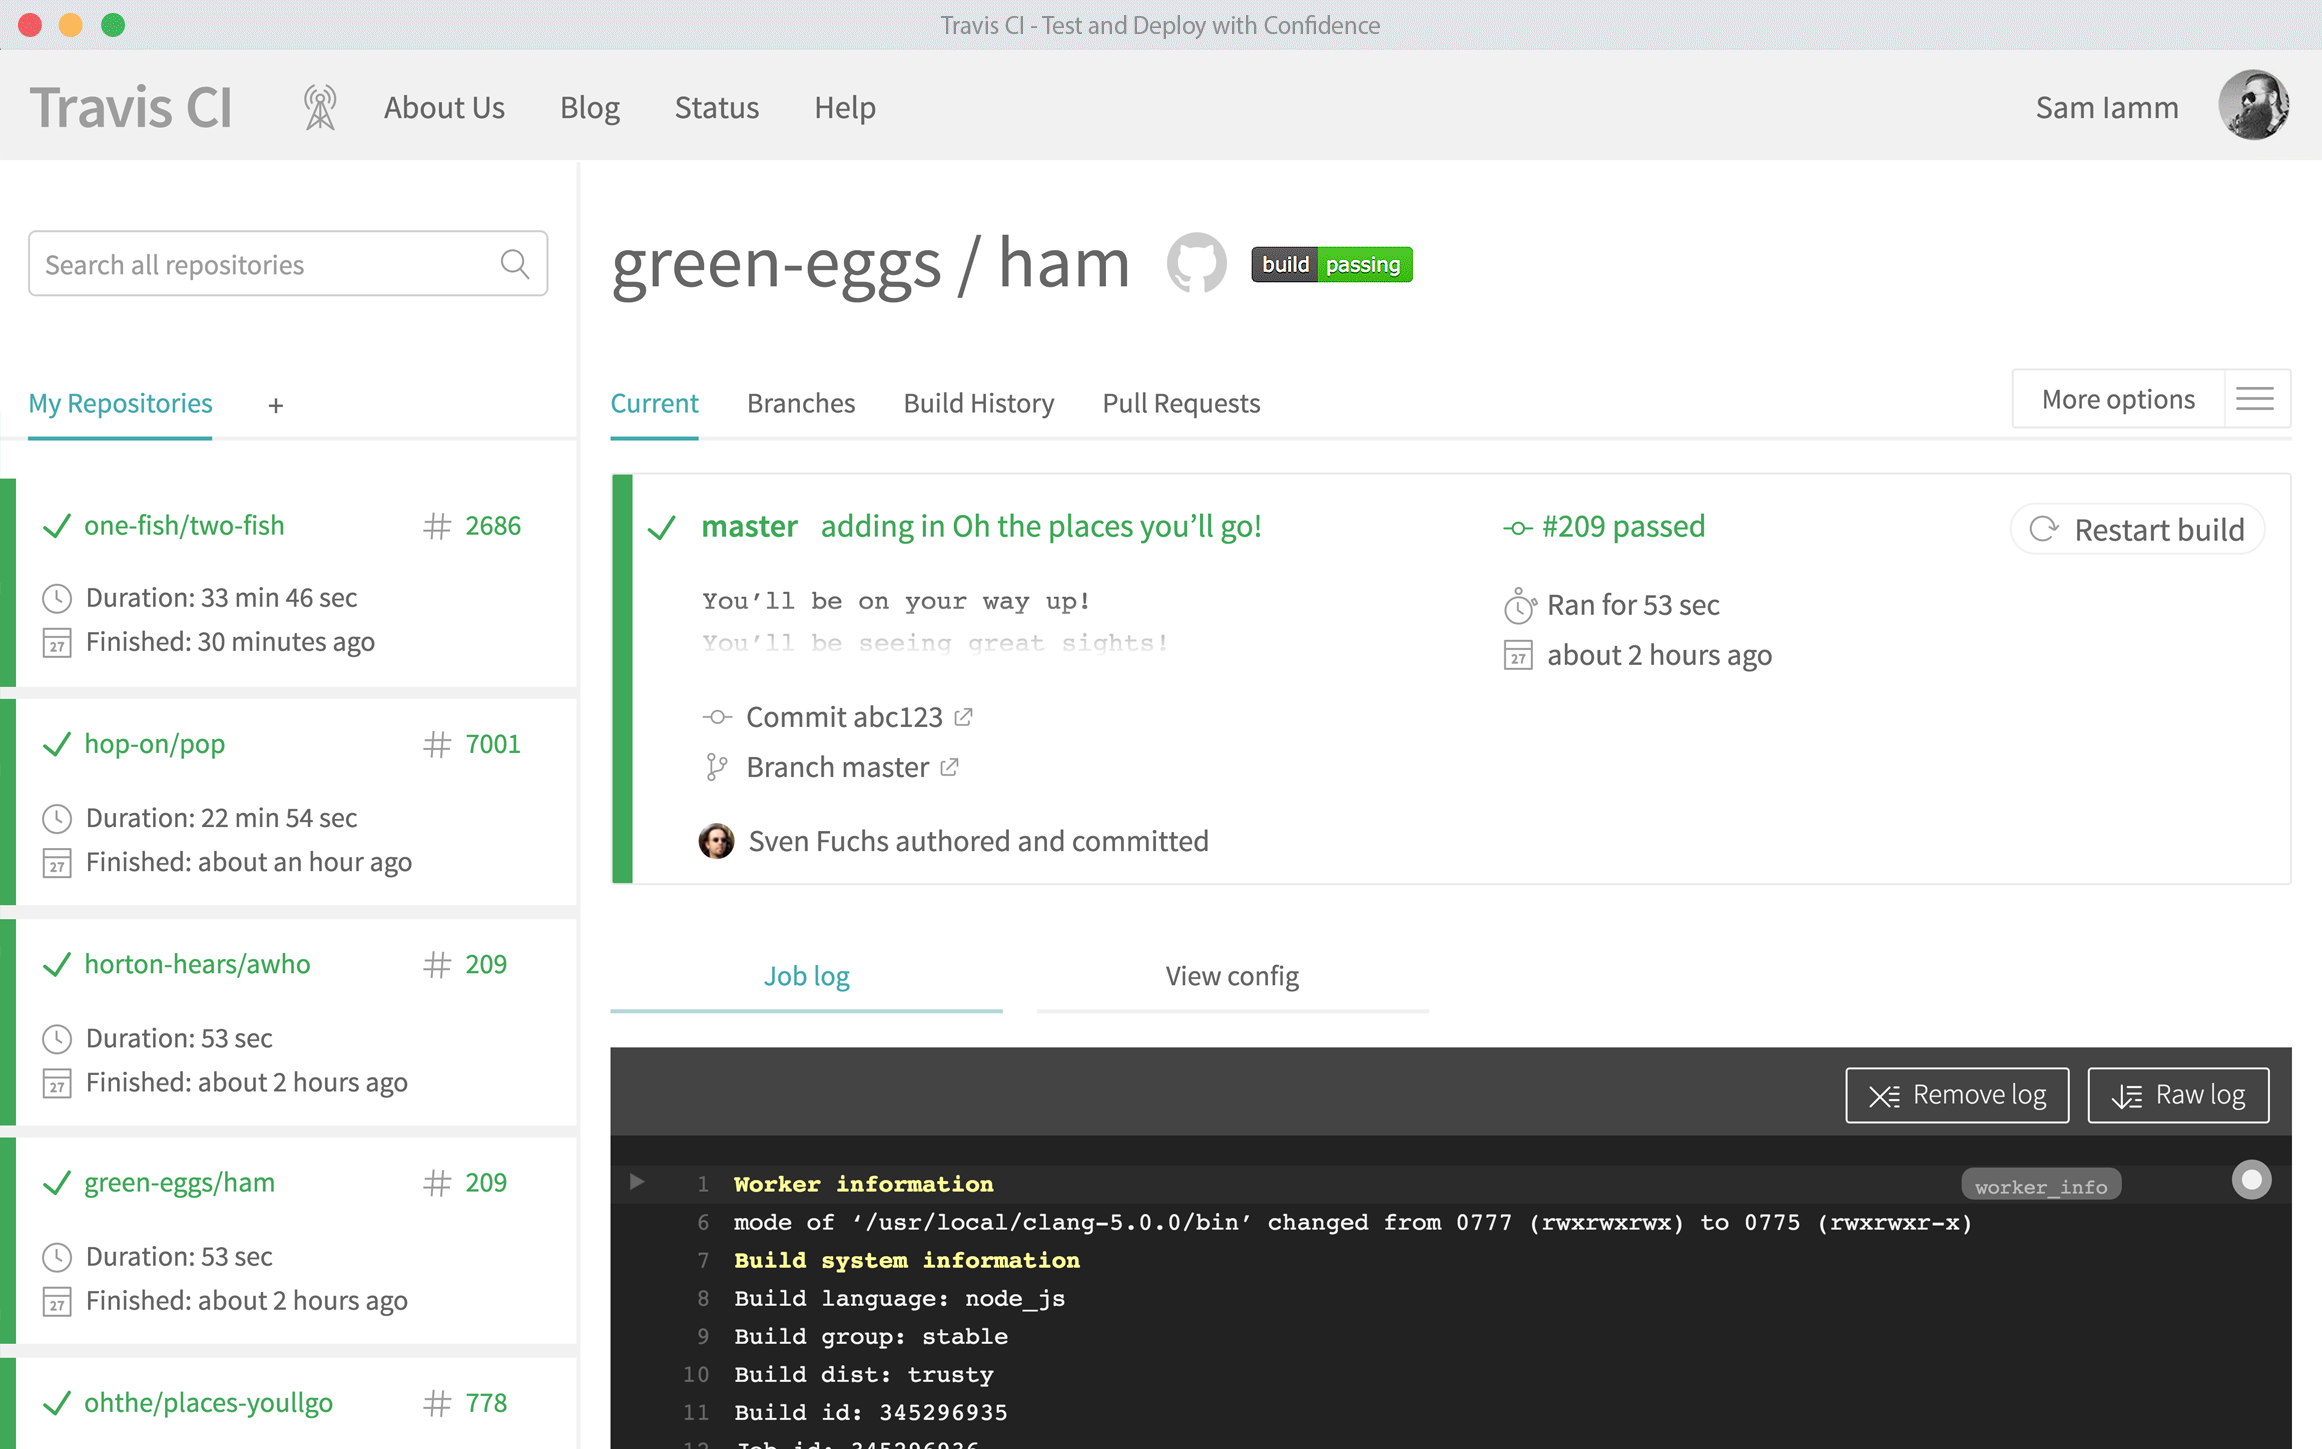 Travis CI - Test and Deploy with Confidence
Travis CI
About Us
Blog
Status
Help
Sam Iamm
Search all repositories
My Repositories
+
one-fish/two-fish
# 2686
Duration: 33 min 46 sec
27 Finished: 30 minutes ago
hop-on/pop
# 7001
Duration: 22 min 54 sec
27 Finished: about an hour ago
horton-hears/awho
# 209
Duration: 53 sec
27 Finished: about 2 hours ago
green-eggs/ham
# 209
Duration: 53 sec
27 Finished: about 2 hours ago
ohthe/places-youllgo
# 778
green-eggs / ham
build passing
Current
Branches
Build History
Pull Requests
More options
master adding in Oh the places you’ll go!
You’ll be on your way up!
You’ll be seeing great sights!
Commit abc123
Branch master
Sven Fuchs authored and committed
#209 passed
Ran for 53 sec
27 about 2 hours ago
Restart build
Job log
View config
Remove log
Raw log
1 Worker information
worker_info
6 mode of ‘/usr/local/clang-5.0.0/bin’ changed from 0777 (rwxrwxrwx) to 0775 (rwxrwxr-x)
7 Build system information
8 Build language: node_js
9 Build group: stable
10 Build dist: trusty
11 Build id: 345296935
12 Job id: 345296936